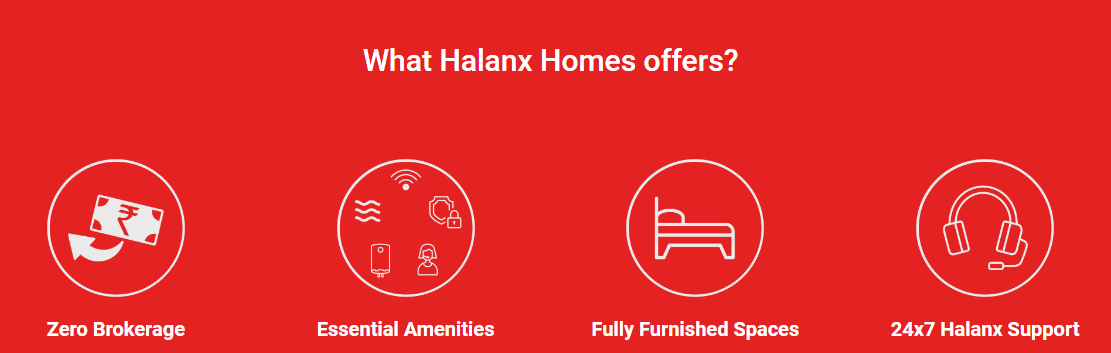 What Halanx Homes offers?
₹
Zero Brokerage
Essential Amenities
Fully Furnished Spaces
24x7 Halanx Support